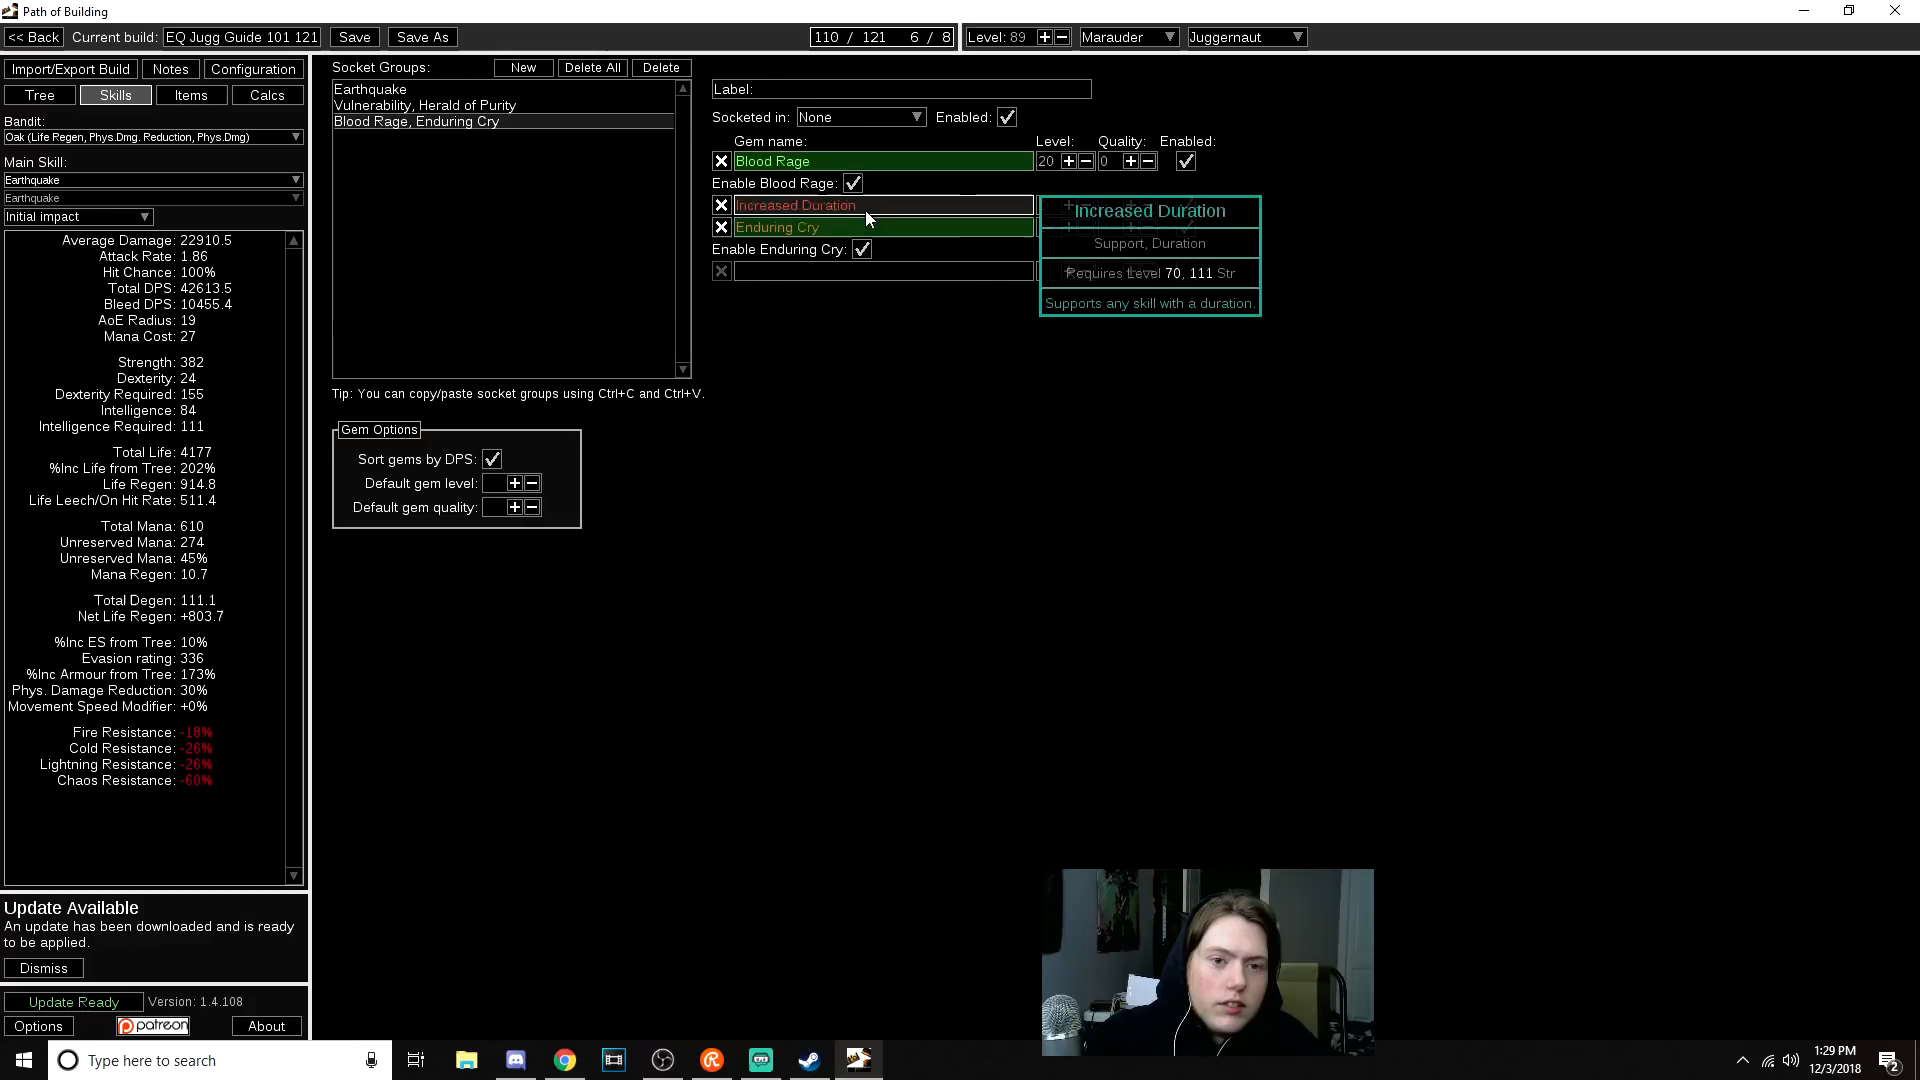 Path of Building
<< Back Current build: EQ Jugg Guide 101 121 Save Save As 110 / 121 6 / 8 Level: 89 Marauder Juggernaut
Import/Export Build Notes Configuration
Tree Skills Items Calcs
Bandit:
Oak (Life Regen, Phys.Dmg. Reduction, Phys.Dmg)
Main Skill:
Earthquake
Earthquake
Initial impact
Average Damage: 22910.5
Attack Rate: 1.86
Hit Chance: 100%
Total DPS: 42613.5
Bleed DPS: 10455.4
AoE Radius: 19
Mana Cost: 27
Strength: 382
Dexterity: 24
Dexterity Required: 155
Intelligence: 84
Intelligence Required: 111
Total Life: 4177
%Inc Life from Tree: 202%
Life Regen: 914.8
Life Leech/On Hit Rate: 511.4
Total Mana: 610
Unreserved Mana: 274
Unreserved Mana: 45%
Mana Regen: 10.7
Total Degen: 111.1
Net Life Regen: +803.7
%Inc ES from Tree: 10%
Evasion rating: 336
%Inc Armour from Tree: 173%
Phys. Damage Reduction: 30%
Movement Speed Modifier: +0%
Fire Resistance: -18%
Cold Resistance: -26%
Lightning Resistance: -26%
Chaos Resistance: -60%
Update Available
An update has been downloaded and is ready
to be applied.
Dismiss
Update Ready Version: 1.4.108
Options patreon About
Socket Groups: New Delete All Delete
Earthquake
Vulnerability, Herald of Purity
Blood Rage, Enduring Cry
Tip: You can copy/paste socket groups using Ctrl+C and Ctrl+V.
Gem Options
Sort gems by DPS:
Default gem level:
Default gem quality:
Label:
Socketed in: None Enabled:
Gem name: Level: Quality: Enabled:
Blood Rage 20 0
Enable Blood Rage:
Increased Duration
Enduring Cry
Enable Enduring Cry:
Increased Duration
Support, Duration
Requires Level 70, 111 Str
Supports any skill with a duration.
Type here to search
1:29 PM
12/3/2018
2